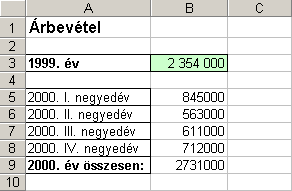 A B C
1 Árbevétel
2
3 1999. év 2 354 000
4
5 2000. I. negyedév 845000
6 2000. II. negyedév 563000
7 2000. III. negyedév 611000
8 2000. IV. negyedév 712000
9 2000. év összesen: 2731000
10